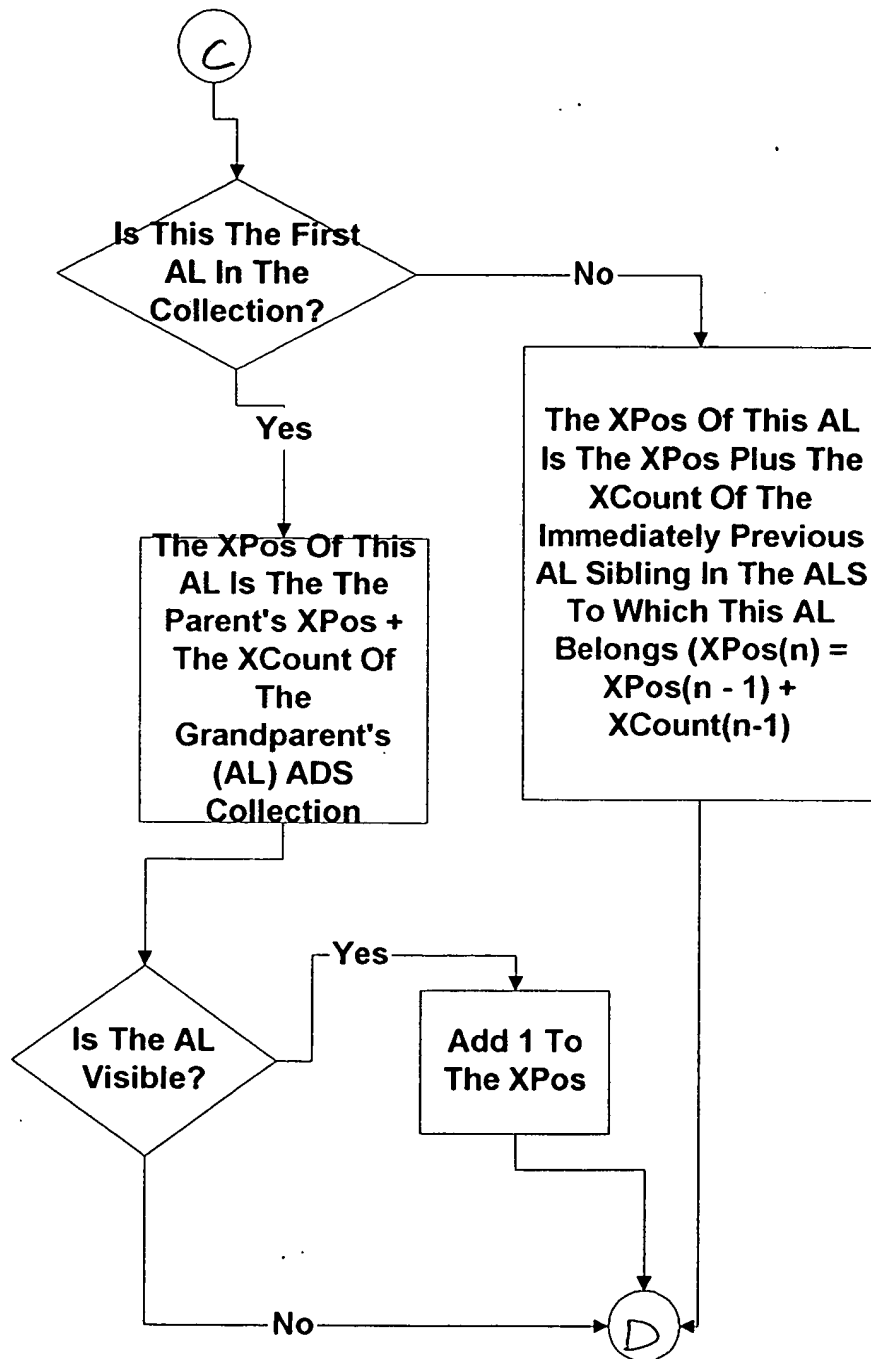 C
Is This The First
AL In The
Collection?
No
Yes
The XPos Of This
AL Is The XPos Plus The
XCount Of The
Immediately Previous
AL Sibling In The ALS
To Which This AL
Belongs (XPos(n) =
XPos(n - 1) +
XCount(n-1)
The XPos Of This
AL Is The The
Parent's XPos +
The XCount Of
The
Grandparent's
(AL) ADS
Collection
Is The AL
Visible?
Yes
Add 1 To
The XPos
No
D